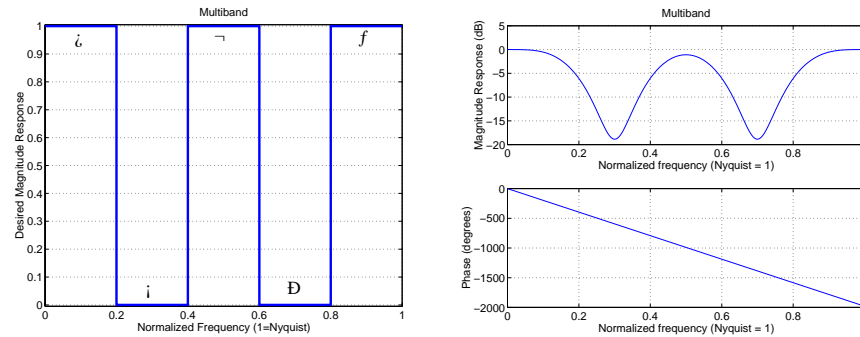 Multiband
Desired Magnitude Response
1
0.9
0.8
0.7
0.6
0.5
0.4
0.3
0.2
0.1
0
¿
¬
ƒ
¡
Ð
0 0.2 0.4 0.6 0.8 1
Normalized Frequency (1=Nyquist)
Multiband
Magnitude Response (dB)
5
0
−5
−10
−15
−20
0 0.2 0.4 0.6 0.8
Normalized frequency (Nyquist = 1)
Phase (degrees)
0
−500
−1000
−1500
−2000
0 0.2 0.4 0.6 0.8
Normalized frequency (Nyquist = 1)